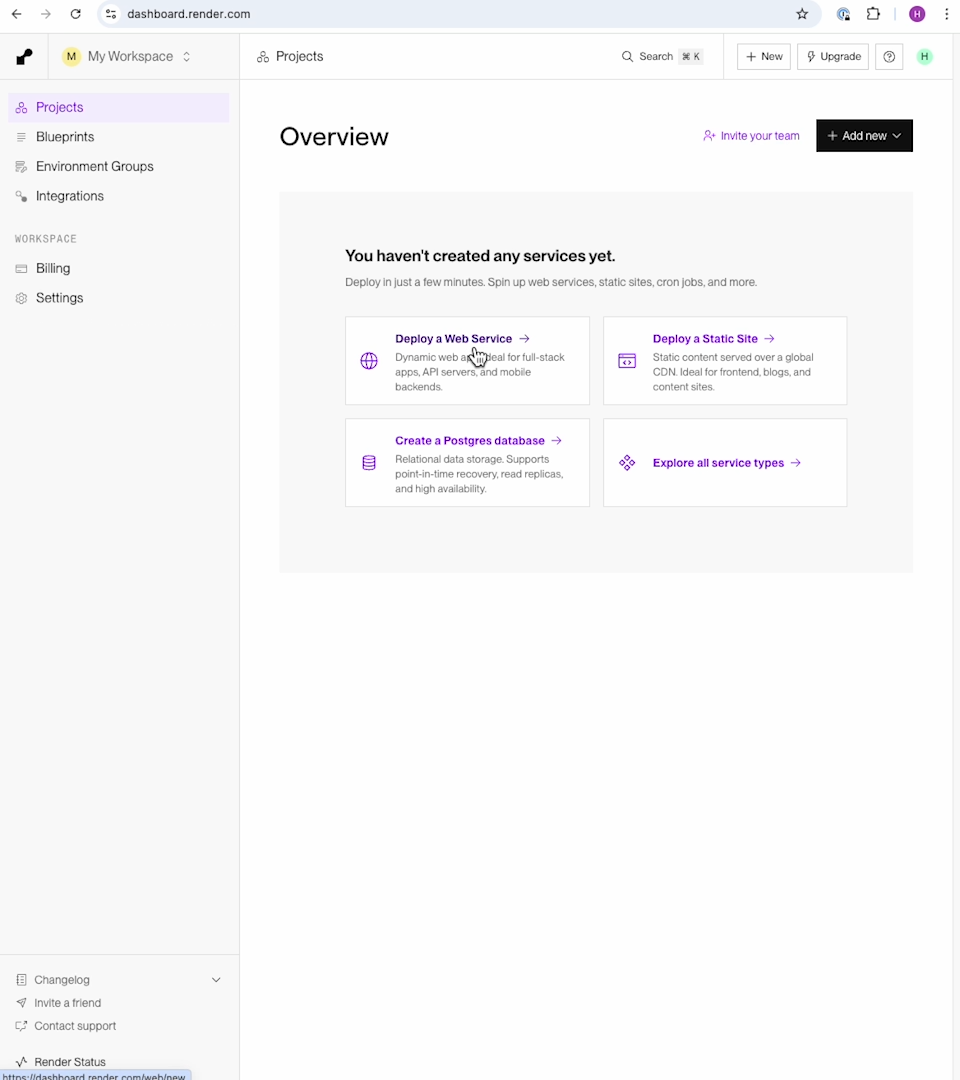 dashboard.render.com
H
M My Workspace
Projects
Search ⌘ K
+ New
Upgrade
H
Projects
Blueprints
Environment Groups
Integrations
WORKSPACE
Billing
Settings
Overview
Invite your team
+ Add new
You haven't created any services yet.
Deploy in just a few minutes. Spin up web services, static sites, cron jobs, and more.
Deploy a Web Service →
Dynamic web deal for full-stack
apps, API servers, and mobile
backends.
Deploy a Static Site →
Static content served over a global
CDN. Ideal for frontend, blogs, and
content sites.
Create a Postgres database →
Relational data storage. Supports
point-in-time recovery, read replicas,
and high availability.
Explore all service types →
Changelog
Invite a friend
Contact support
Render Status
https://dashboard.render.com/web/new